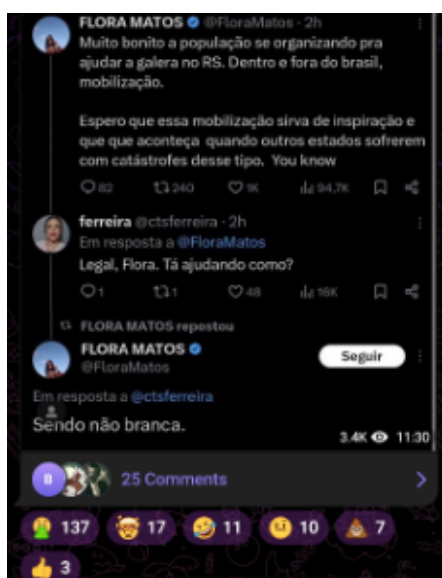 FLORA MATOS @FloraMatos · 2h
Muito bonito a população se organizando pra
ajudar a galera no RS. Dentro e fora do brasil,
mobilização.
Espero que essa mobilização sirva de inspiração e
que que aconteça quando outros estados sofrerem
com catástrofes desse tipo. You know
82 240 1K 94,7K
ferreira @ctsferreira · 2h
Em resposta a @FloraMatos
Legal, Flora. Tá ajudando como?
1 1 48 16K
FLORA MATOS repostou
FLORA MATOS
@FloraMatos
Seguir
Em resposta a @ctsferreira
Sendo não branca.
3.4K 11:30
B 25 Comments
137 17 11 10 7
3